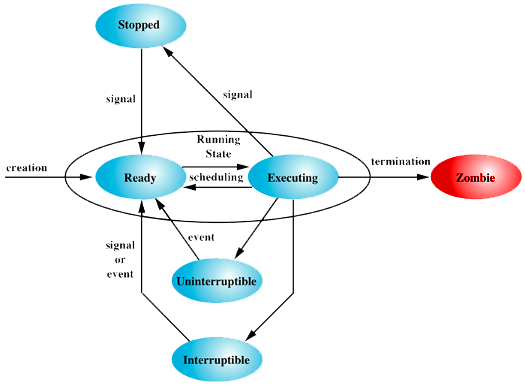 Stopped
signal
signal
Running
State
creation
Ready
scheduling
Executing
termination
Zombie
signal
or
event
event
Uninterruptible
Interruptible